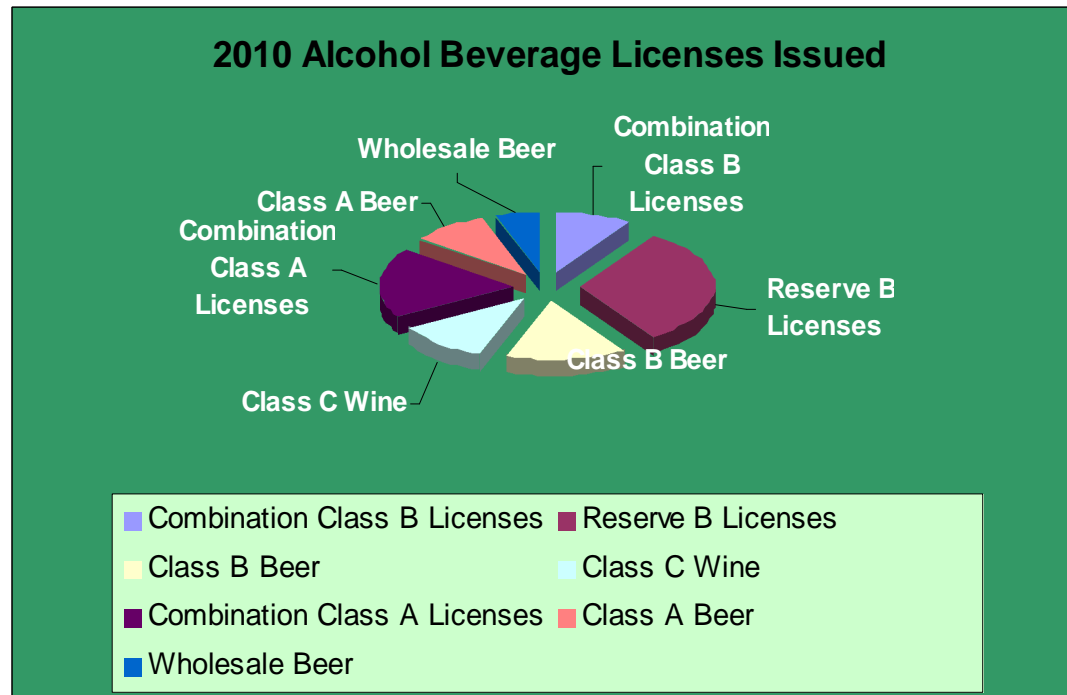 2010 Alcohol Beverage Licenses Issued
Combination
Class B
Licenses
Wholesale Beer
Class A Beer
Combination
Class A
Licenses
Reserve B
Licenses
Class B Beer
Class C Wine
Combination Class B Licenses
Reserve B Licenses
Class B Beer
Class C Wine
Combination Class A Licenses
Class A Beer
Wholesale Beer